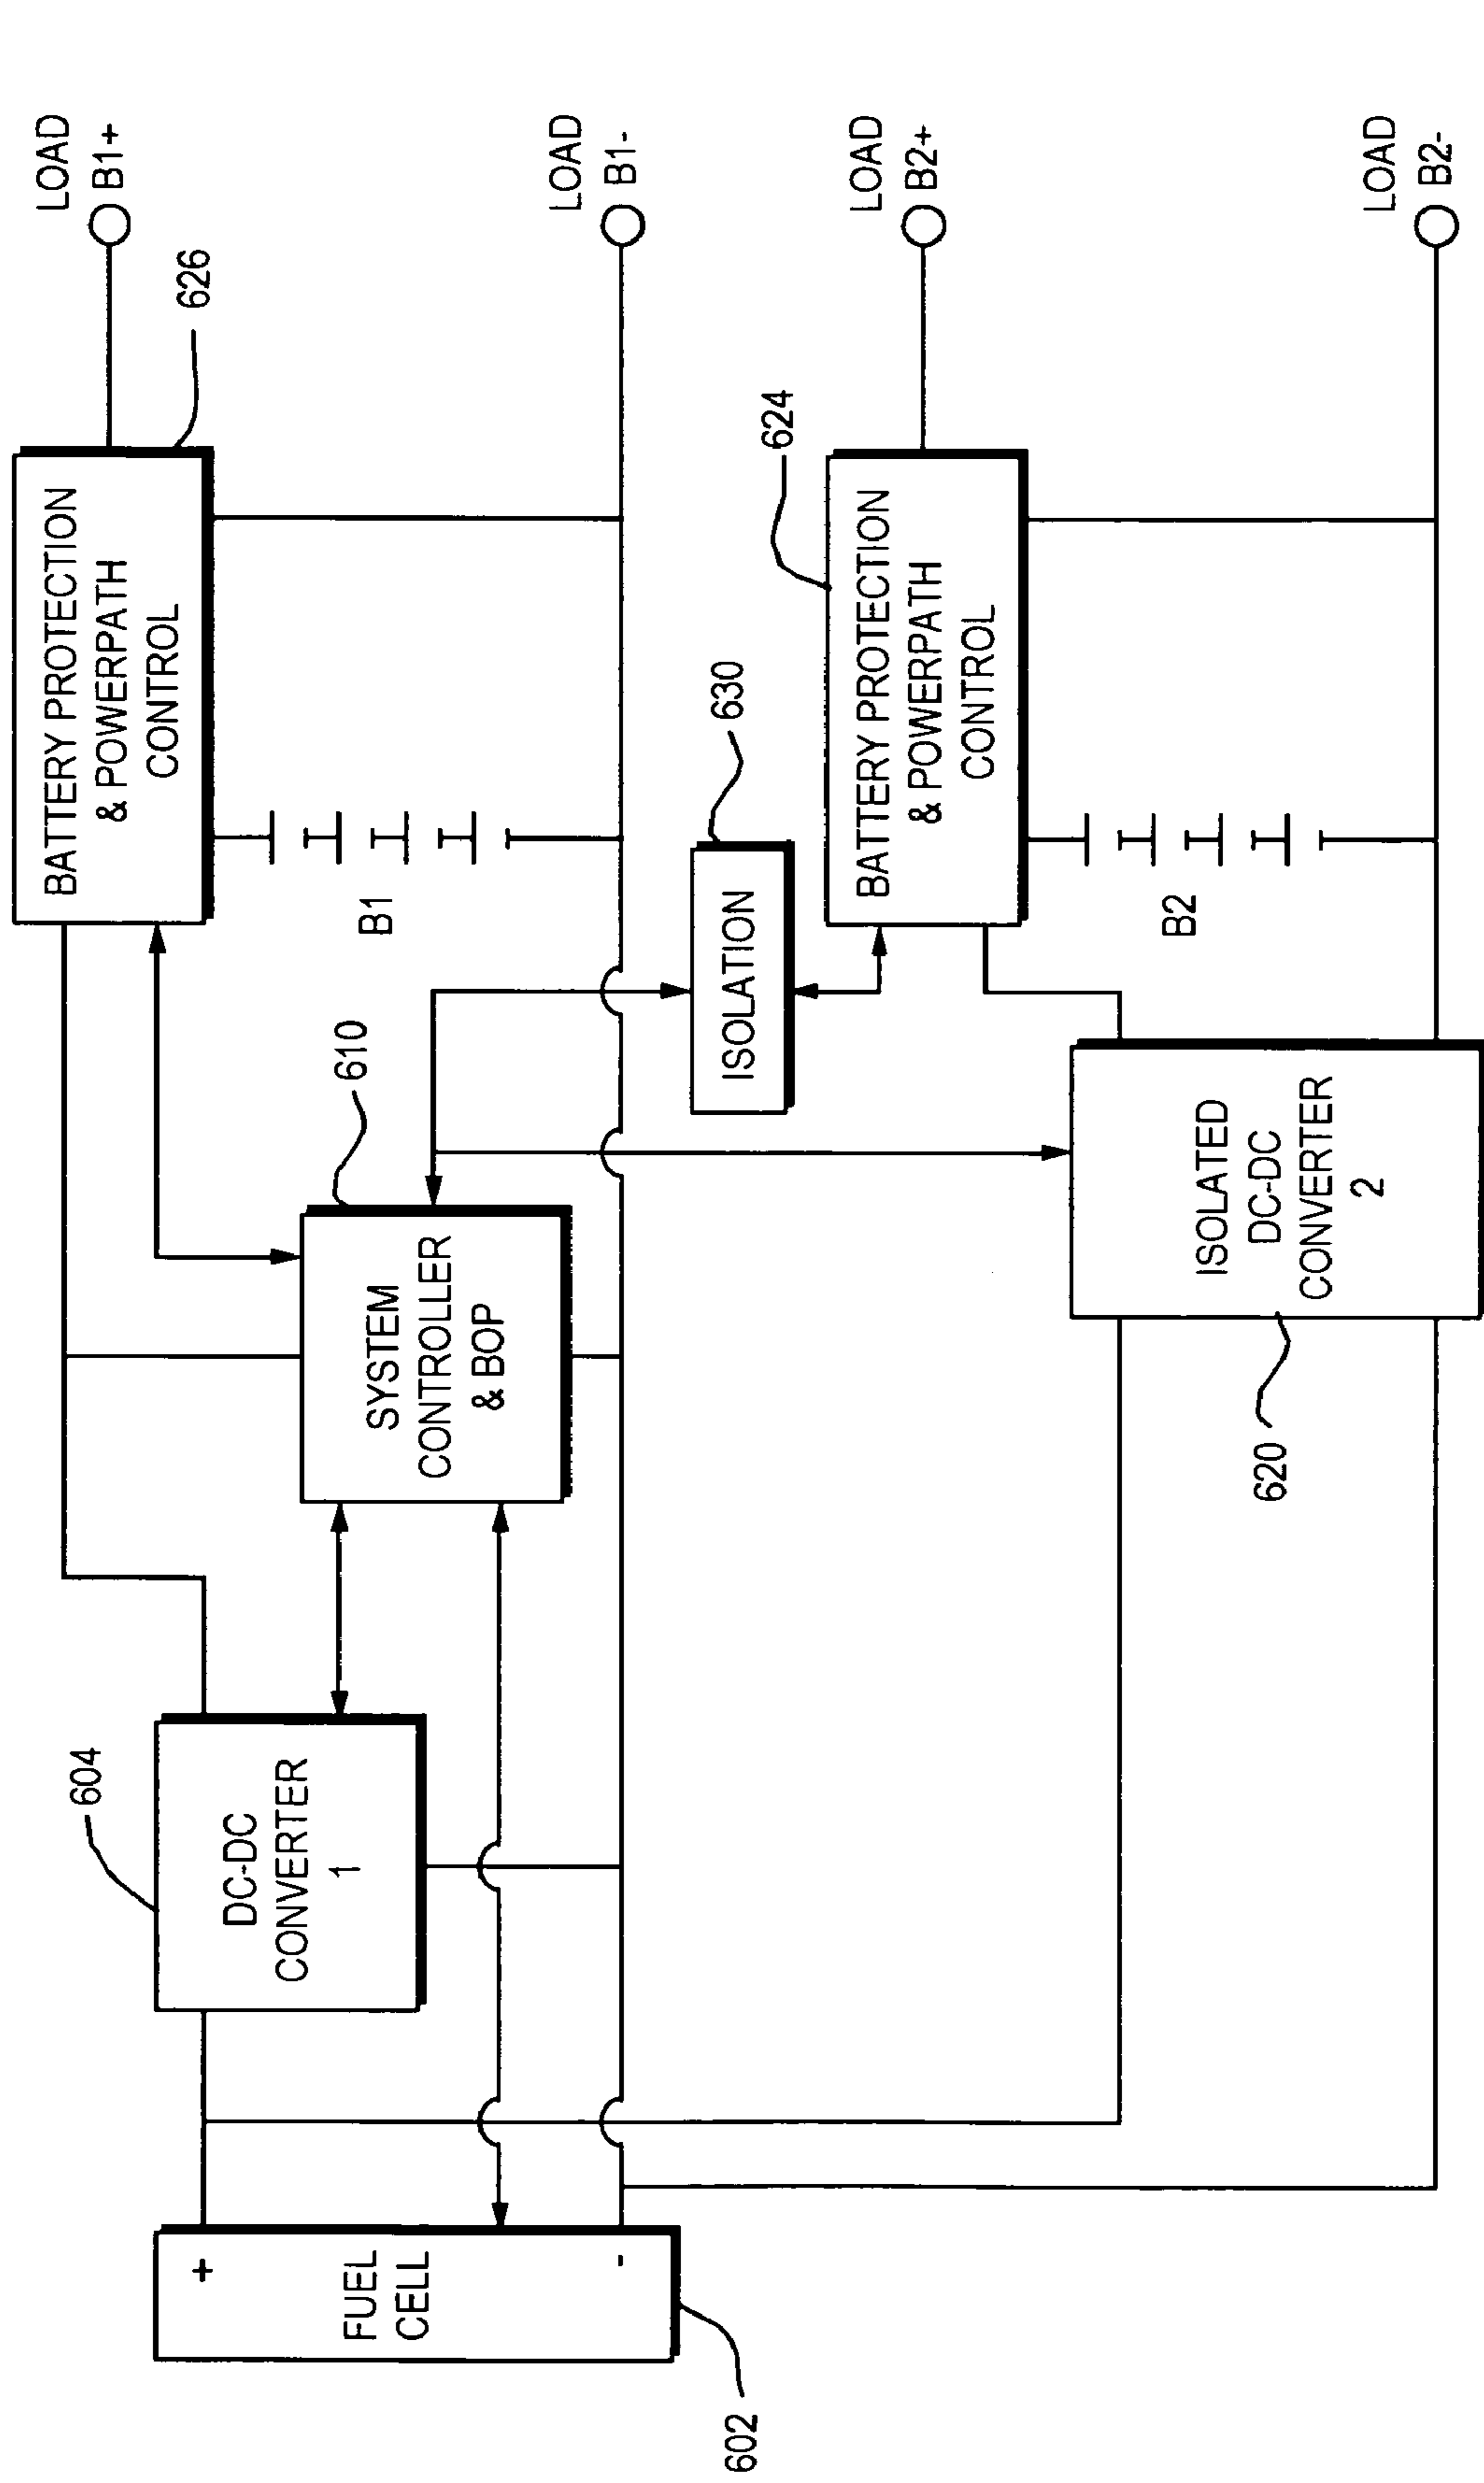 LOAD
B1+
626
BATTERY PROTECTION
& POWERPATH
CONTROL
B1
LOAD
B1-
610
SYSTEM
CONTROLLER
& BOP
604
DC-DC
CONVERTER
1
+
FUEL
CELL
-
602
630
ISOLATION
624
LOAD
B2+
BATTERY PROTECTION
& POWERPATH
CONTROL
B2
LOAD
B2-
ISOLATED
DC-DC
CONVERTER
2
620